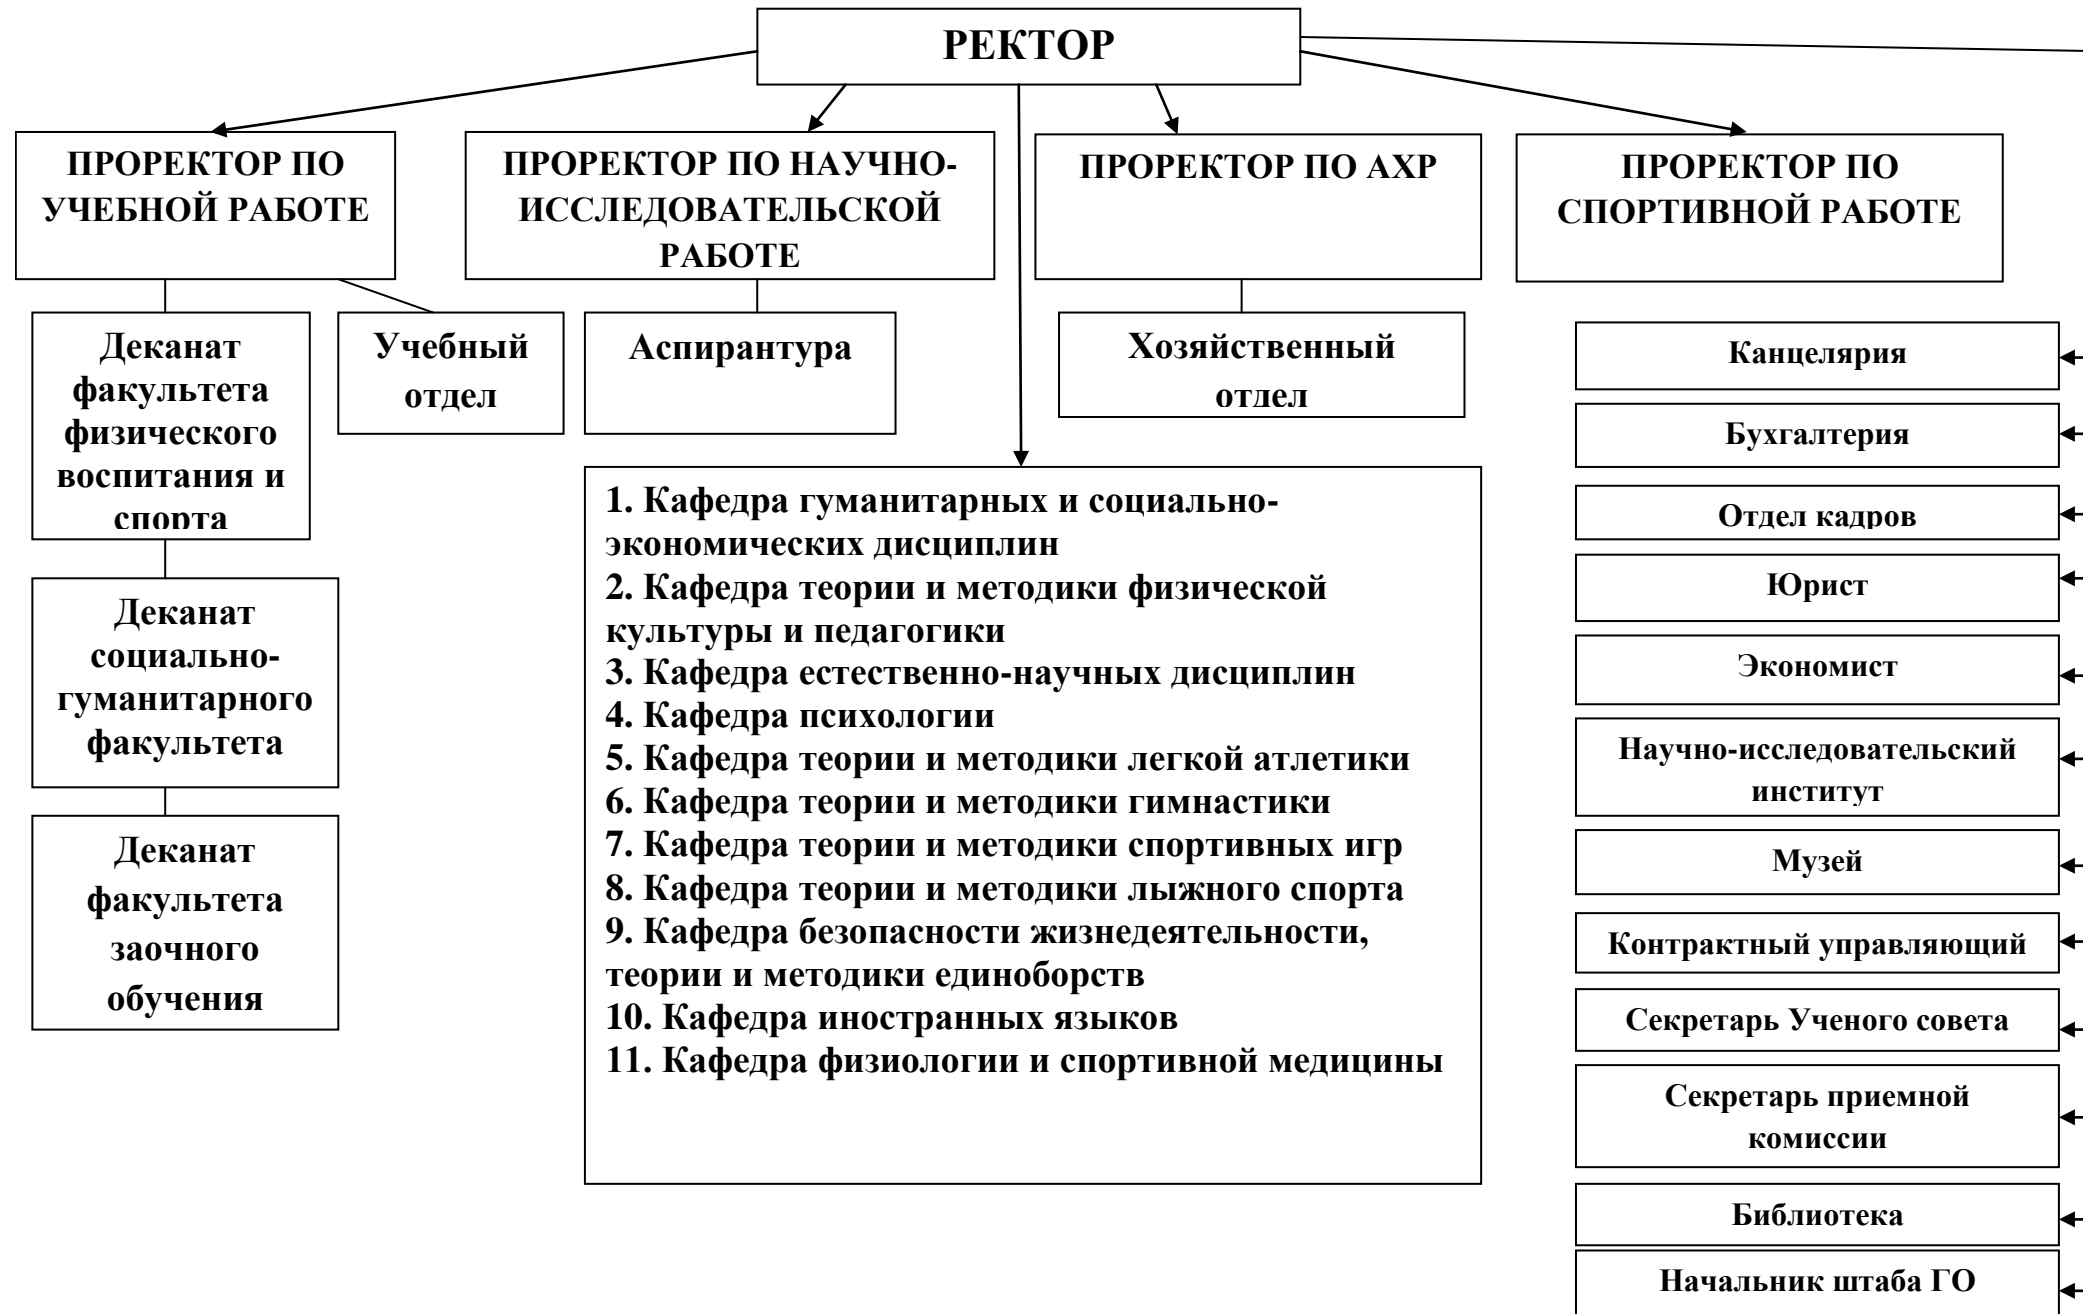 РЕКТОР
ПРОРЕКТОР ПО
УЧЕБНОЙ РАБОТЕ
ПРОРЕКТОР ПО НАУЧНО-
ИССЛЕДОВАТЕЛЬСКОЙ
РАБОТЕ
ПРОРЕКТОР ПО АХР
ПРОРЕКТОР ПО
СПОРТИВНОЙ РАБОТЕ
Деканат
факультета
физического
воспитания и
спорта
Учебный
отдел
Аспирантура
Хозяйственный
отдел
Деканат
социально-
гуманитарного
факультета
Деканат
факультета
заочного
обучения
1. Кафедра гуманитарных и социально-
экономических дисциплин
2. Кафедра теории и методики физической
культуры и педагогики
3. Кафедра естественно-научных дисциплин
4. Кафедра психологии
5. Кафедра теории и методики легкой атлетики
6. Кафедра теории и методики гимнастики
7. Кафедра теории и методики спортивных игр
8. Кафедра теории и методики лыжного спорта
9. Кафедра безопасности жизнедеятельности,
теории и методики единоборств
10. Кафедра иностранных языков
11. Кафедра физиологии и спортивной медицины
Канцелярия
Бухгалтерия
Отдел кадров
Юрист
Экономист
Научно-исследовательский
институт
Музей
Контрактный управляющий
Секретарь Ученого совета
Секретарь приемной
комиссии
Библиотека
Начальник штаба ГО